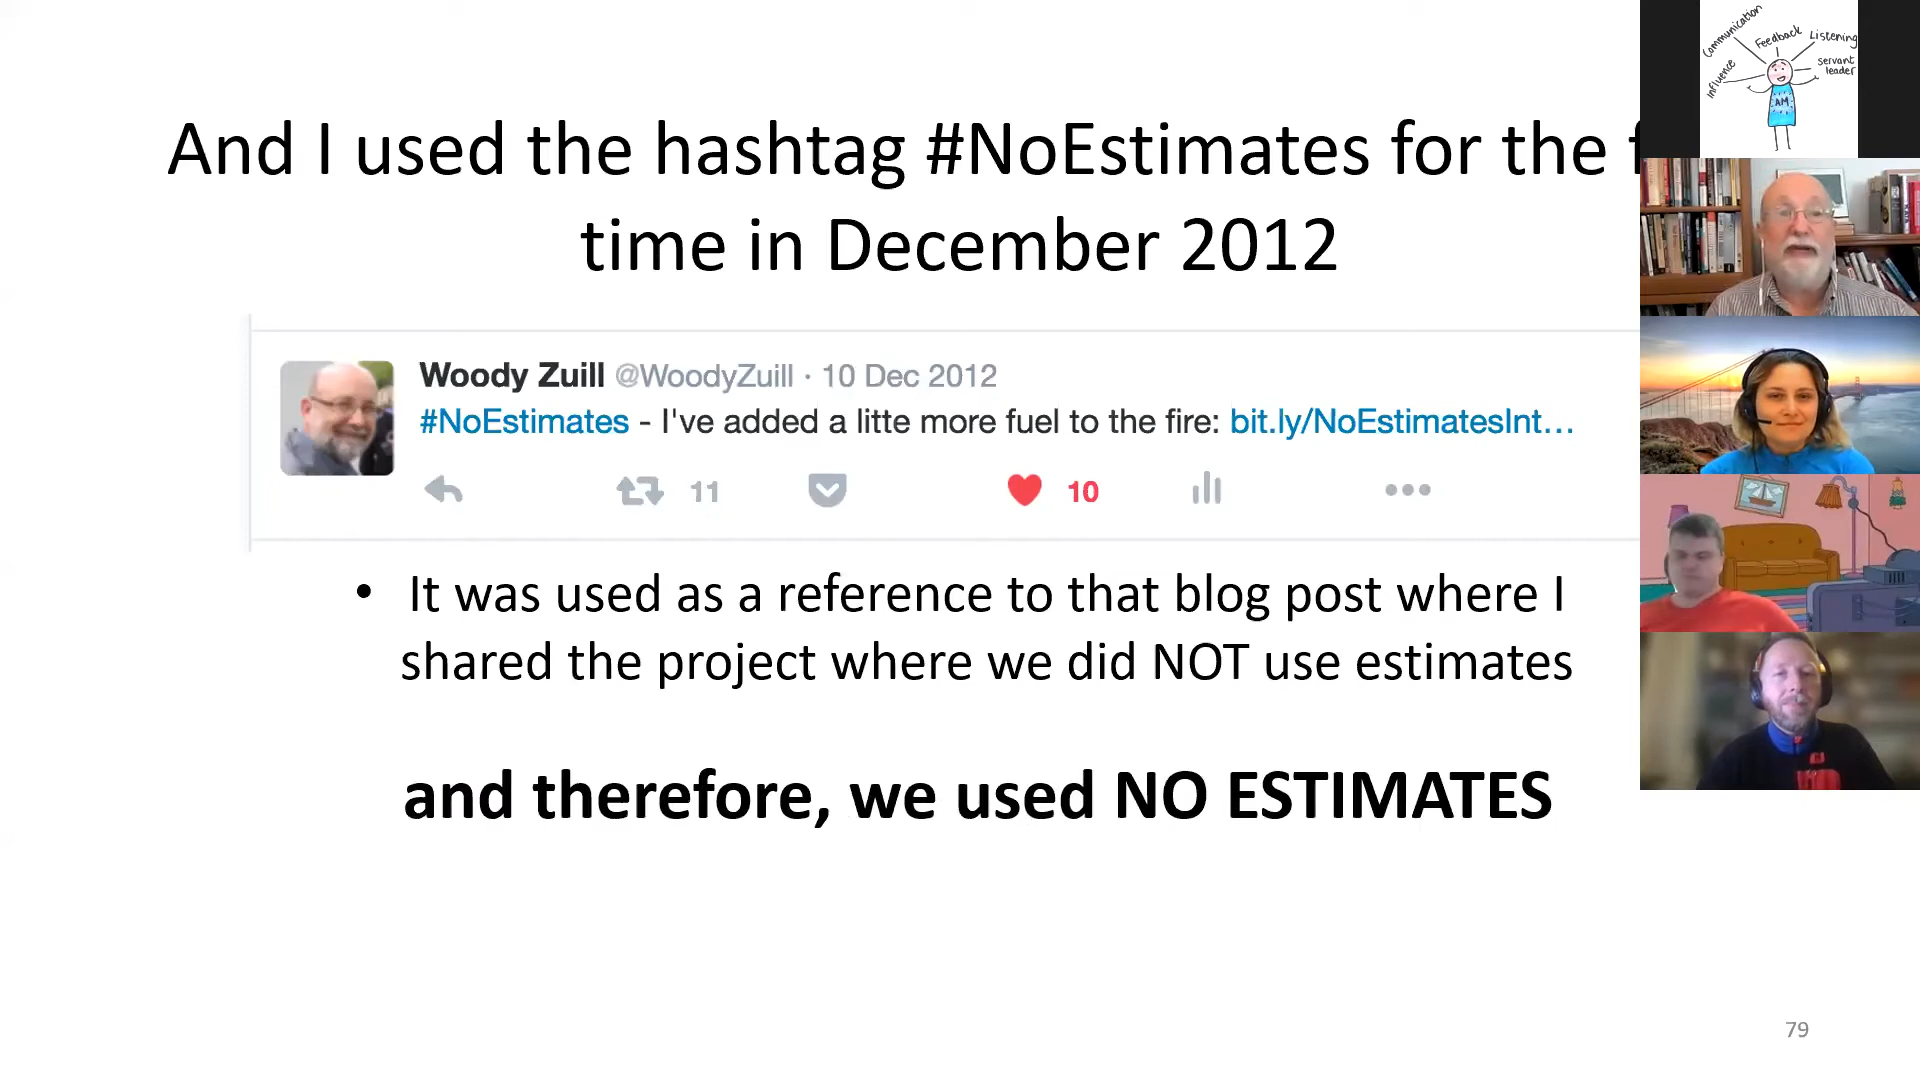 And I used the hashtag #NoEstimates for the
time in December 2012
Woody Zuill @WoodyZuill · 10 Dec 2012
#NoEstimates - I've added a litte more fuel to the fire: bit.ly/NoEstimatesInt...
11
10
• It was used as a reference to that blog post where I
shared the project where we did NOT use estimates
and therefore, we used NO ESTIMATES
79
Communication
Feedback
Listening
Influence
servant
leader
AM